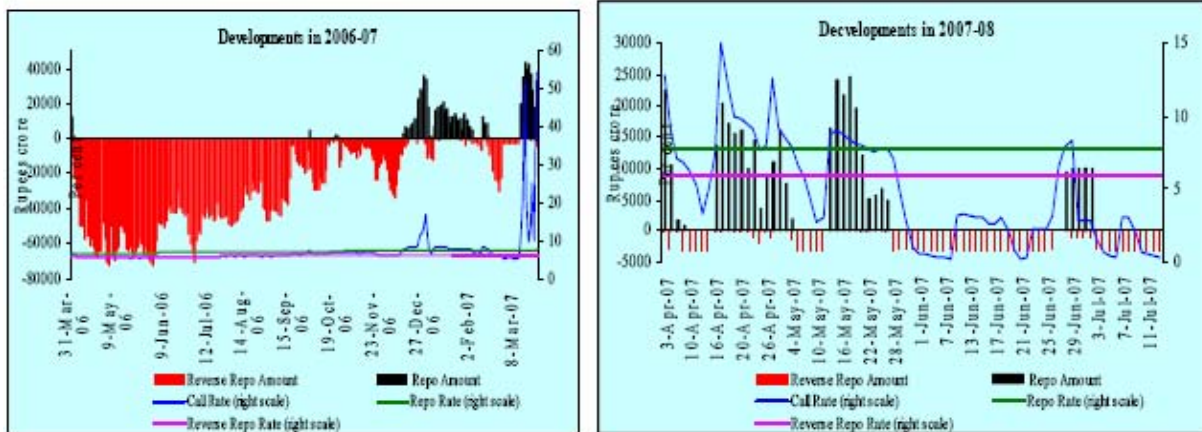 Developments in 2006-07
60
50
40
30
20
10
0
40000
20000
0
-20000
-40000
-60000
-80000
Rupees crore
Per cent
31-Mar-06
9-May-06
9-Jun-06
12-Jul-06
14-Aug-06
15-Sep-06
19-Oct-06
23-Nov-06
27-Dec-06
2-Feb-07
8-Mar-07
Reverse Repo Amount
Repo Amount
Call Rate (right scale)
Repo Rate (right scale)
Reverse Repo Rate (right scale)
Decvelopments in 2007-08
30000
25000
20000
15000
10000
5000
0
-5000
15
10
5
0
Rupees crore
3-Apr-07
10-Apr-07
16-Apr-07
20-Apr-07
26-Apr-07
4-May-07
10-May-07
16-May-07
22-May-07
28-May-07
1-Jun-07
7-Jun-07
13-Jun-07
17-Jun-07
21-Jun-07
25-Jun-07
29-Jun-07
3-Jul-07
7-Jul-07
11-Jul-07
Reverse Repo Amount
Repo Amount
Call Rate (right scale)
Repo Rate (right scale)
Reverse Repo Rate (right scale)